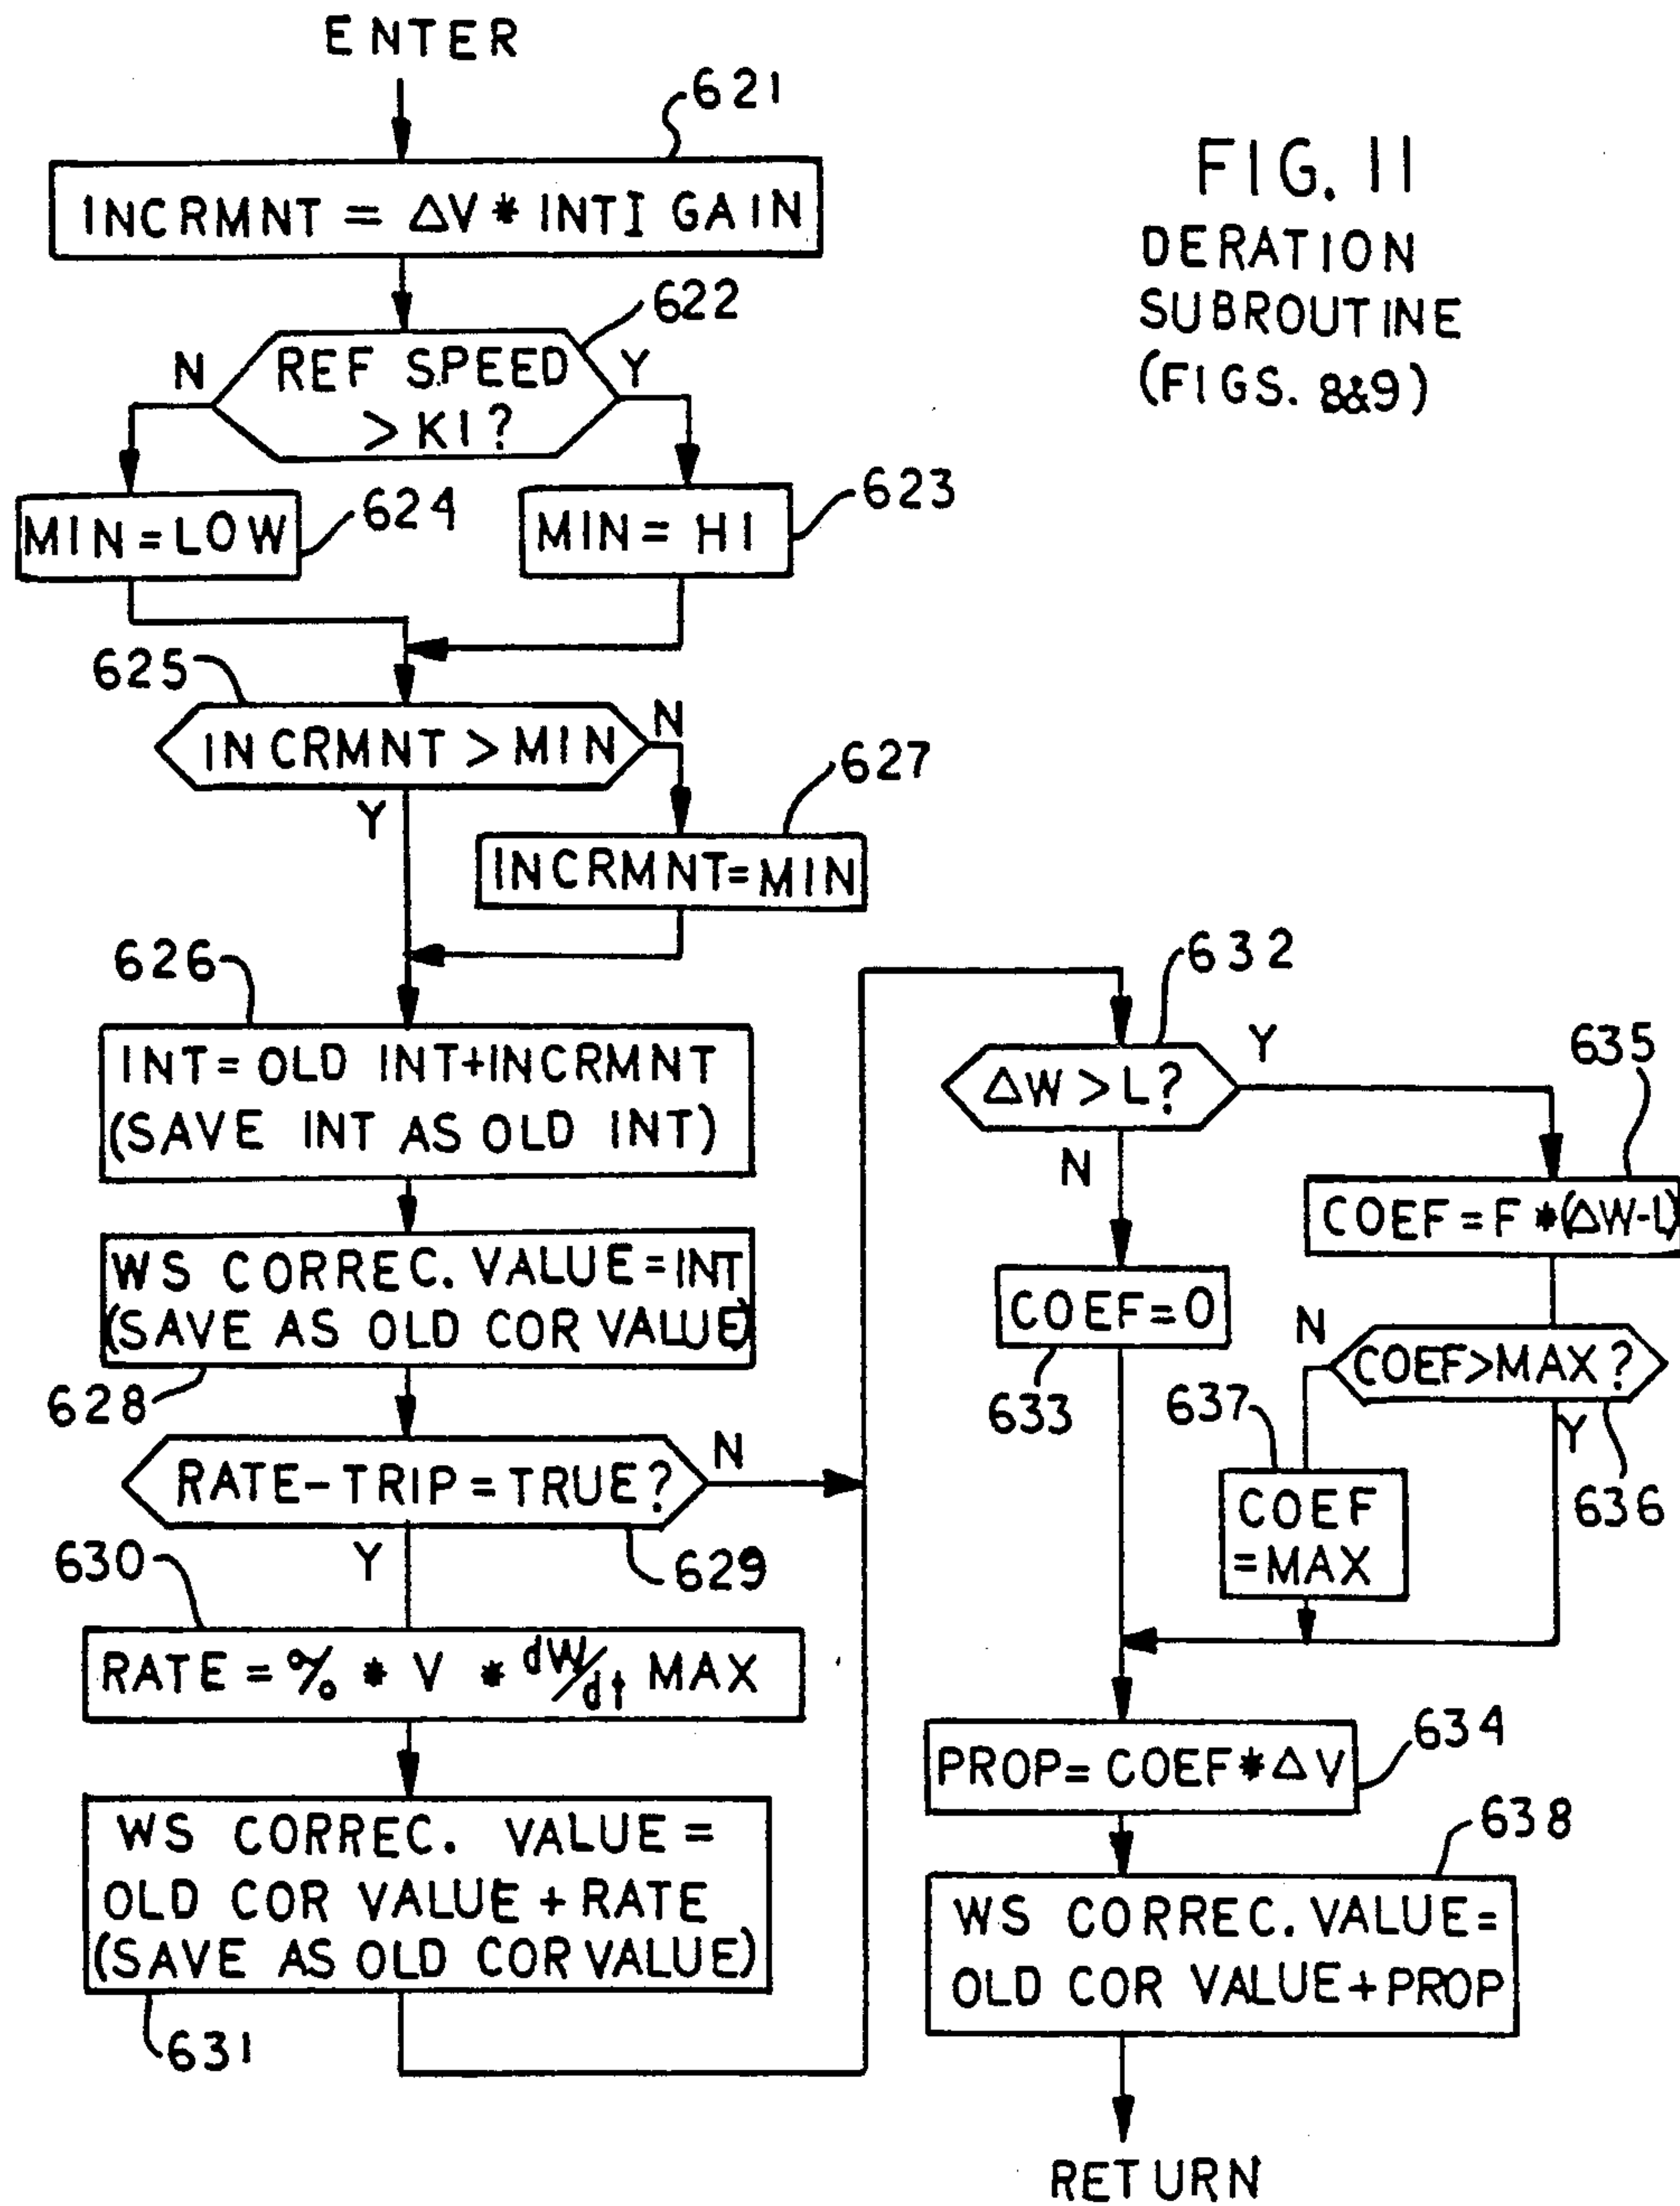 ENTER
621
INCRMNT = ΔV * INTI GAIN
FIG. 11
DERATION
SUBROUTINE
(FIGS. 8&9)
622
REF SPEED
> KI?
N
Y
MIN=LOW
624
MIN= HI
623
625
INCRMNT > MIN
N
Y
627
INCRMNT=MIN
626
INT= OLD INT+INCRMNT
(SAVE INT AS OLD INT)
WS CORREC. VALUE=INT
(SAVE AS OLD COR VALUE)
628
RATE-TRIP=TRUE?
N
Y
629
630
RATE = % * V * dW/dt MAX
WS CORREC. VALUE =
OLD COR VALUE + RATE
(SAVE AS OLD COR VALUE)
631
632
ΔW > L?
Y
N
635
COEF = F *(ΔW-L)
COEF=0
633
N
COEF>MAX?
Y
636
637
COEF
=MAX
PROP= COEF*ΔV
634
638
WS CORREC. VALUE=
OLD COR VALUE+PROP
RETURN